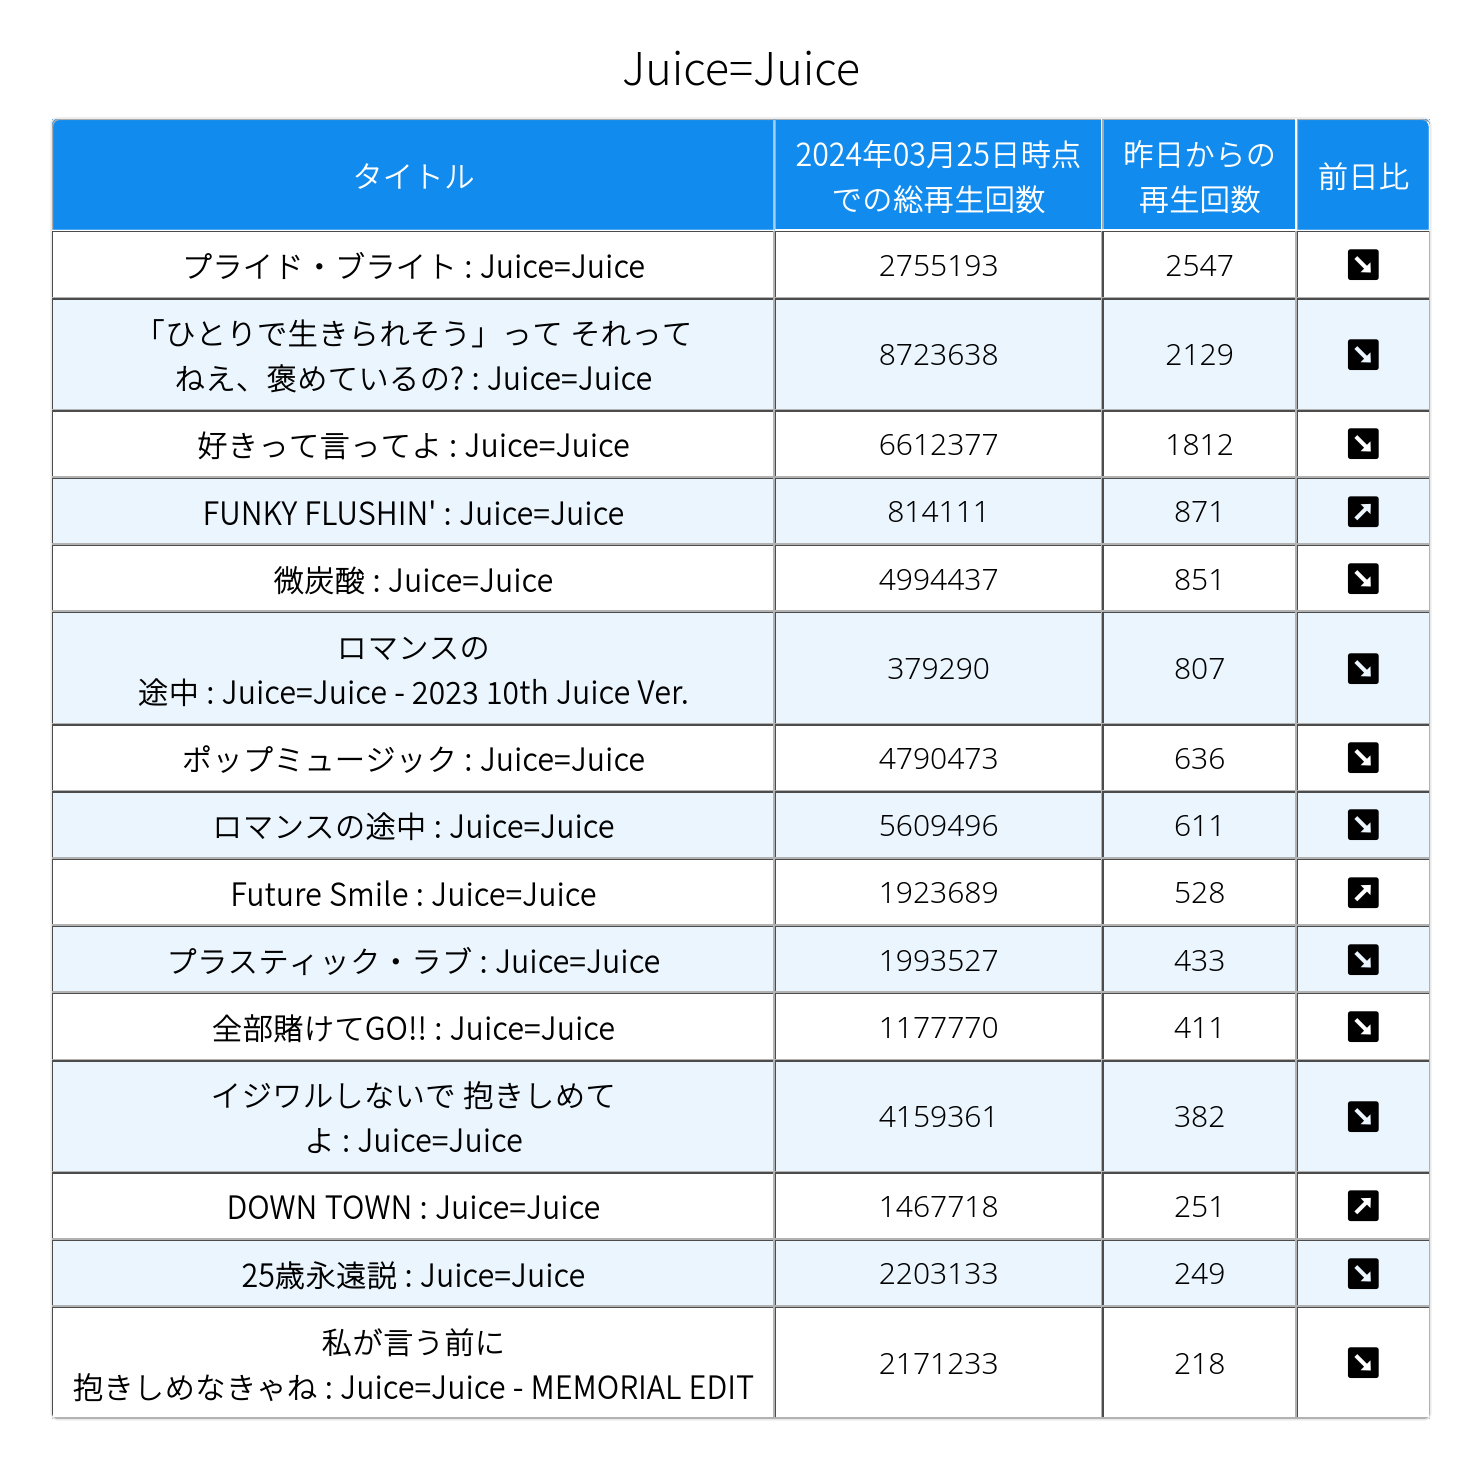 Juice=Juice
タイトル
2024年03月25日時点
での総再生回数
昨日からの
再生回数
前日比
プライド・ブライト : Juice=Juice
2755193
2547
「ひとりで生きられそう」って それって
ねえ、褒めているの? : Juice=Juice
8723638
2129
好きって言ってよ : Juice=Juice
6612377
1812
FUNKY FLUSHIN' : Juice=Juice
814111
871
微炭酸 : Juice=Juice
4994437
851
ロマンスの
途中 : Juice=Juice - 2023 10th Juice Ver.
379290
807
ポップミュージック : Juice=Juice
4790473
636
ロマンスの途中 : Juice=Juice
5609496
611
Future Smile : Juice=Juice
1923689
528
プラスティック・ラブ : Juice=Juice
1993527
433
全部賭けてGO!! : Juice=Juice
1177770
411
イジワルしないで 抱きしめて
よ : Juice=Juice
4159361
382
DOWN TOWN : Juice=Juice
1467718
251
25歳永遠説 : Juice=Juice
2203133
249
私が言う前に
抱きしめなきゃね : Juice=Juice - MEMORIAL EDIT
2171233
218